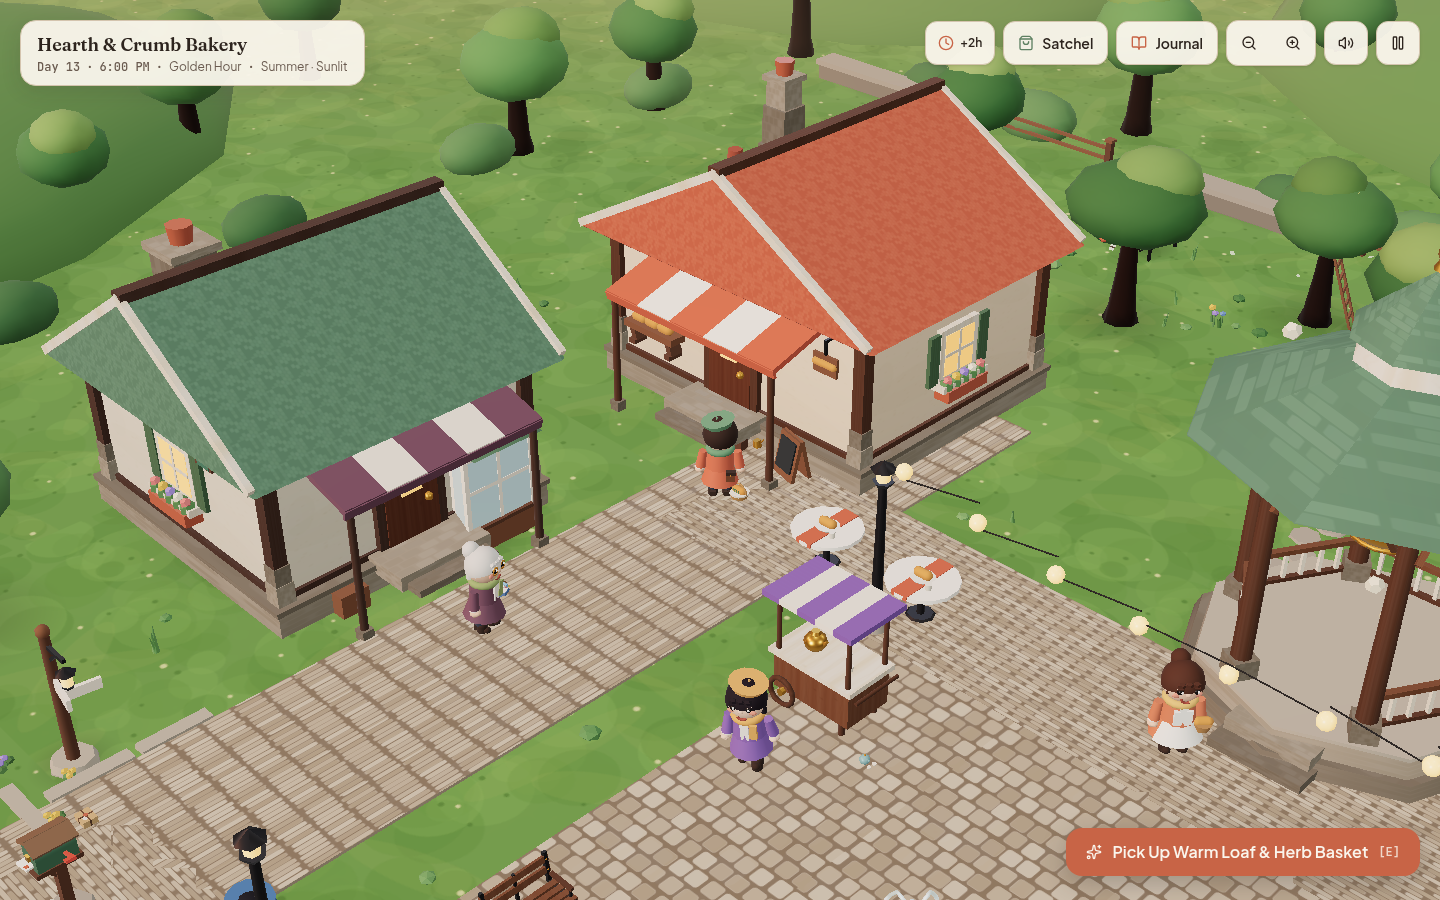 Hearth & Crumb Bakery
Day 13 · 6:00 PM · Golden Hour · Summer · Sunlit
+2h
Satchel
Journal
Pick Up Warm Loaf & Herb Basket [E]